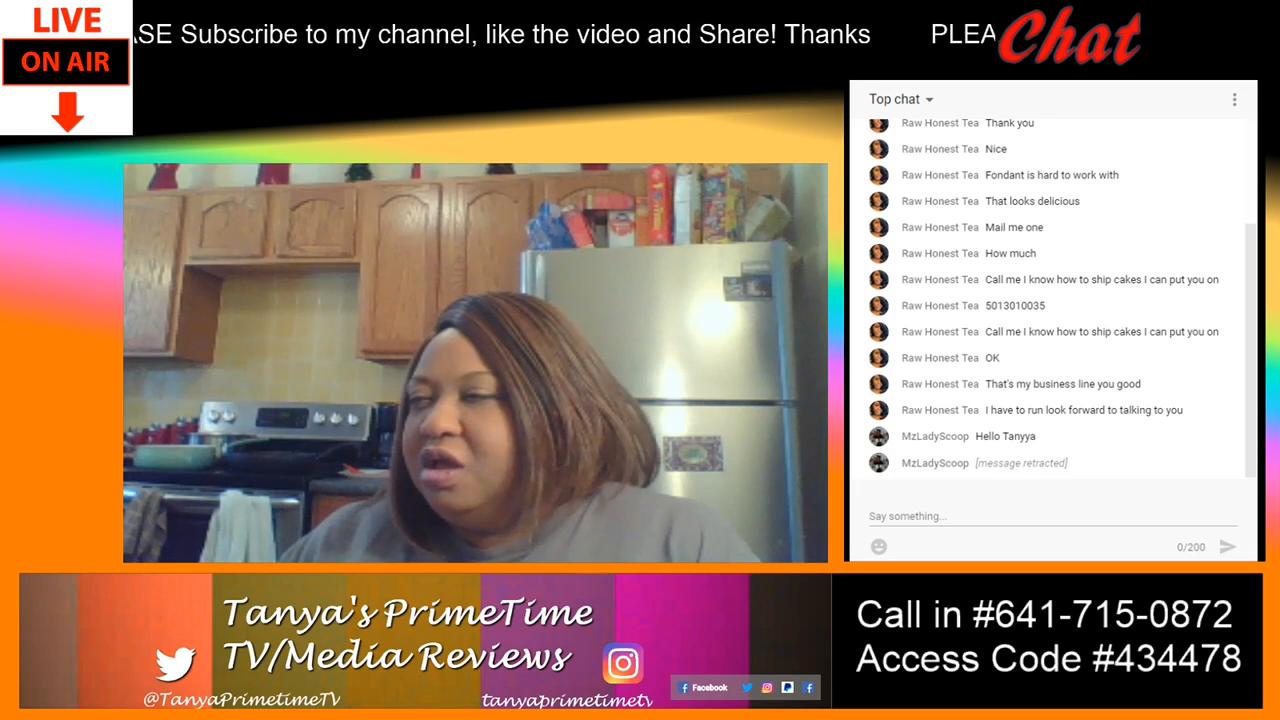 LIVE
ON AIR
ASE Subscribe to my channel, like the video and Share! Thanks PLEA
Chat
Top chat
Raw Honest Tea Thank you
Raw Honest Tea Nice
Raw Honest Tea Fondant is hard to work with
Raw Honest Tea That looks delicious
Raw Honest Tea Mail me one
Raw Honest Tea How much
Raw Honest Tea Call me I know how to ship cakes I can put you on
Raw Honest Tea 5013010035
Raw Honest Tea Call me I know how to ship cakes I can put you on
Raw Honest Tea OK
Raw Honest Tea That's my business line you good
Raw Honest Tea I have to run look forward to talking to you
MzLadyScoop Hello Tanyya
MzLadyScoop [message retracted]
Say something...
0/200
Tanya's PrimeTime
TV/Media Reviews
@TanyaPrimetimeTV
tanyaprimetimetv
Facebook
Call in #641-715-0872
Access Code #434478